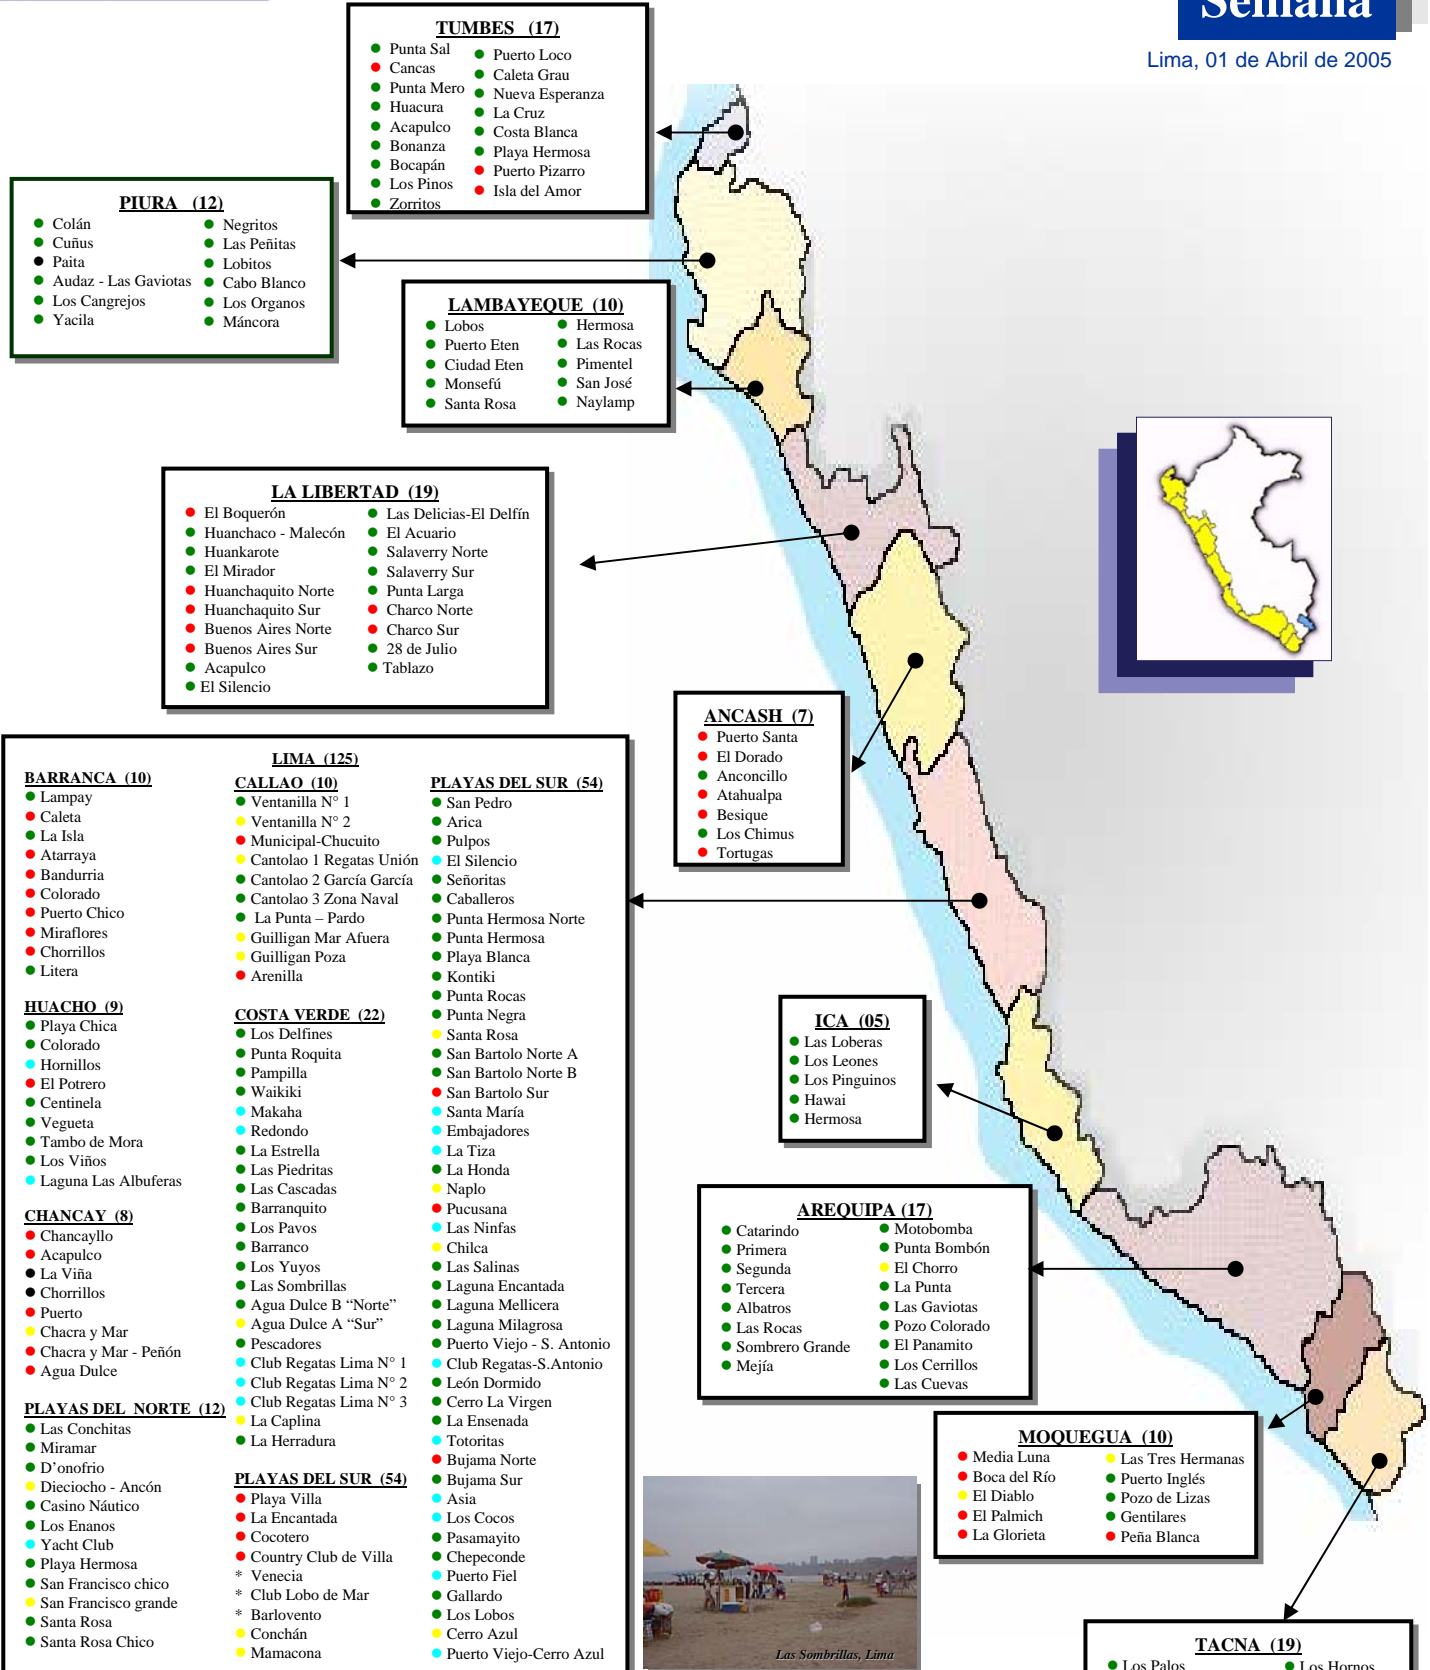 Semana
Lima, 01 de Abril de 2005
TUMBES (17)
Punta Sal
Cancas
Punta Mero
Huacura
Acapulco
Bonanza
Bocapán
Los Pinos
Zorritos
Puerto Loco
Caleta Grau
Nueva Esperanza
La Cruz
Costa Blanca
Playa Hermosa
Puerto Pizarro
Isla del Amor
PIURA (12)
Colán
Cuñus
Paita
Audaz - Las Gaviotas
Los Cangrejos
Yacila
Negritos
Las Peñitas
Lobitos
Cabo Blanco
Los Organos
Máncora
LAMBAYEQUE (10)
Lobos
Puerto Eten
Ciudad Eten
Monsefú
Santa Rosa
Hermosa
Las Rocas
Pimentel
San José
Naylamp
LA LIBERTAD (19)
El Boquerón
Huanchaco - Malecón
Huankarote
El Mirador
Huanchaquito Norte
Huanchaquito Sur
Buenos Aires Norte
Buenos Aires Sur
Acapulco
El Silencio
Las Delicias-El Delfín
El Acuario
Salaverry Norte
Salaverry Sur
Punta Larga
Charco Norte
Charco Sur
28 de Julio
Tablazo
ANCASH (7)
Puerto Santa
El Dorado
Anconcillo
Atahualpa
Besique
Los Chimus
Tortugas
LIMA (125)
BARRANCA (10)
Lampay
Caleta
La Isla
Atarraya
Bandurria
Colorado
Puerto Chico
Miraflores
Chorrillos
Litera
HUACHO (9)
Playa Chica
Colorado
Hornillos
El Potrero
Centinela
Vegueta
Tambo de Mora
Los Viños
Laguna Las Albuferas
CHANCAY (8)
Chancayllo
Acapulco
La Viña
Chorrillos
Puerto
Chacra y Mar
Chacra y Mar - Peñón
Agua Dulce
PLAYAS DEL NORTE (12)
Las Conchitas
Miramar
D’onofrio
Dieciocho - Ancón
Casino Náutico
Los Enanos
Yacht Club
Playa Hermosa
San Francisco chico
San Francisco grande
Santa Rosa
Santa Rosa Chico
CALLAO (10)
Ventanilla N° 1
Ventanilla N° 2
Municipal-Chucuito
Cantolao 1 Regatas Unión
Cantolao 2 García García
Cantolao 3 Zona Naval
La Punta – Pardo
Guilligan Mar Afuera
Guilligan Poza
Arenilla
COSTA VERDE (22)
Los Delfines
Punta Roquita
Pampilla
Waikiki
Makaha
Redondo
La Estrella
Las Piedritas
Las Cascadas
Barranquito
Los Pavos
Barranco
Los Yuyos
Las Sombrillas
Agua Dulce B “Norte”
Agua Dulce A “Sur”
Pescadores
Club Regatas Lima N° 1
Club Regatas Lima N° 2
Club Regatas Lima N° 3
La Caplina
La Herradura
PLAYAS DEL SUR (54)
Playa Villa
La Encantada
Cocotero
Country Club de Villa
* Venecia
* Club Lobo de Mar
* Barlovento
Conchán
Mamacona
PLAYAS DEL SUR (54)
San Pedro
Arica
Pulpos
El Silencio
Señoritas
Caballeros
Punta Hermosa Norte
Punta Hermosa
Playa Blanca
Kontiki
Punta Rocas
Punta Negra
Santa Rosa
San Bartolo Norte A
San Bartolo Norte B
San Bartolo Sur
Santa María
Embajadores
La Tiza
La Honda
Naplo
Pucusana
Las Ninfas
Chilca
Las Salinas
Laguna Encantada
Laguna Mellicera
Laguna Milagrosa
Puerto Viejo - S. Antonio
Club Regatas-S.Antonio
León Dormido
Cerro La Virgen
La Ensenada
Totoritas
Bujama Norte
Bujama Sur
Asia
Los Cocos
Pasamayito
Chepeconde
Puerto Fiel
Gallardo
Los Lobos
Cerro Azul
Puerto Viejo-Cerro Azul
ICA (05)
Las Loberas
Los Leones
Los Pinguinos
Hawai
Hermosa
AREQUIPA (17)
Catarindo
Primera
Segunda
Tercera
Albatros
Las Rocas
Sombrero Grande
Mejía
Motobomba
Punta Bombón
El Chorro
La Punta
Las Gaviotas
Pozo Colorado
El Panamito
Los Cerrillos
Las Cuevas
MOQUEGUA (10)
Media Luna
Boca del Río
El Diablo
El Palmich
La Glorieta
Las Tres Hermanas
Puerto Inglés
Pozo de Lizas
Gentilares
Peña Blanca
Las Sombrillas, Lima
TACNA (19)
Los Palos
Los Hornos